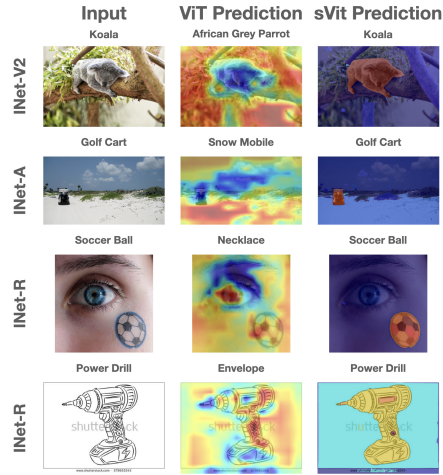 Input ViT Prediction sVit Prediction
INet-V2
Koala African Grey Parrot Koala
INet-A
Golf Cart Snow Mobile Golf Cart
INet-R
Soccer Ball Necklace Soccer Ball
INet-R
Power Drill Envelope Power Drill
shutterstock